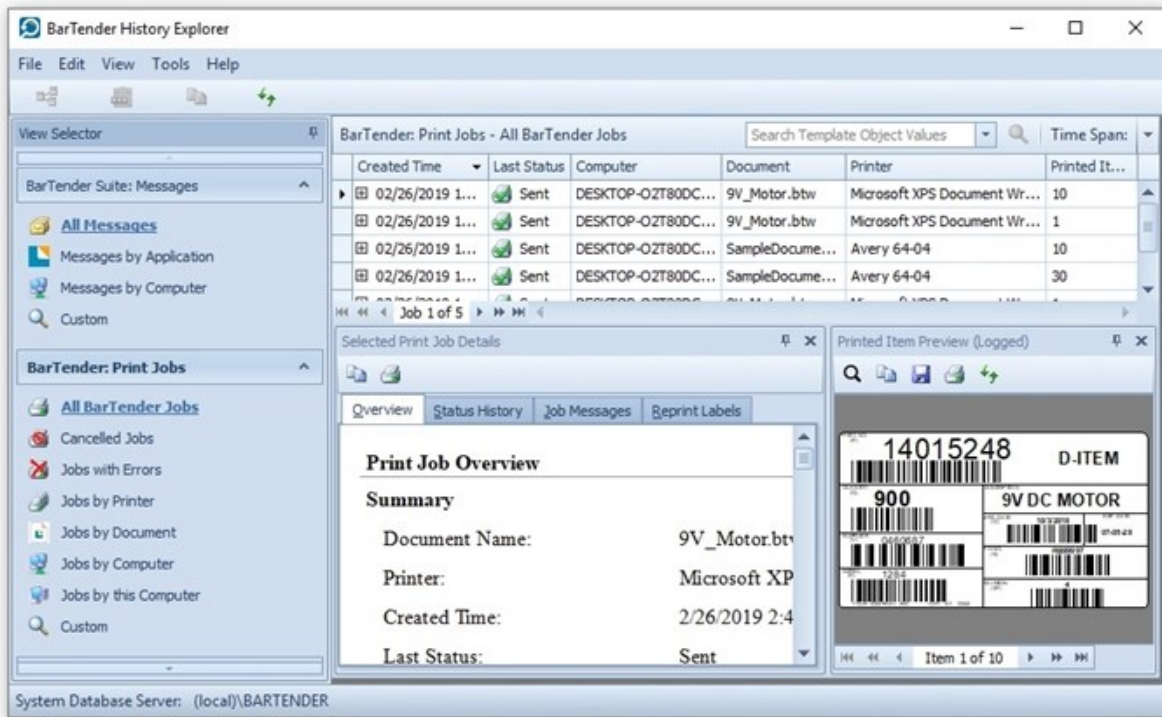 BarTender History Explorer
File Edit View Tools Help
View Selector
BarTender Suite: Messages
All Messages
Messages by Application
Messages by Computer
Custom
BarTender: Print Jobs
All BarTender Jobs
Cancelled Jobs
Jobs with Errors
Jobs by Printer
Jobs by Document
Jobs by Computer
Jobs by this Computer
Custom
BarTender: Print Jobs - All BarTender Jobs Search Template Object Values Time Span:
Created Time Last Status Computer Document Printer Printed It...
02/26/2019 1... Sent DESKTOP-O2T80DC... 9V_Motor.btw Microsoft XPS Document Wr... 10
02/26/2019 1... Sent DESKTOP-O2T80DC... 9V_Motor.btw Microsoft XPS Document Wr... 1
02/26/2019 1... Sent DESKTOP-O2T80DC... SampleDocume... Avery 64-04 10
02/26/2019 1... Sent DESKTOP-O2T80DC... SampleDocume... Avery 64-04 30
Job 1 of 5
Selected Print Job Details
Overview Status History Job Messages Reprint Labels
Print Job Overview
Summary
Document Name: 9V_Motor.btw
Printer: Microsoft XP
Created Time: 2/26/2019 2:4
Last Status: Sent
Printed Item Preview (Logged)
14015248 D-ITEM
900 9V DC MOTOR
0460687
1284
Item 1 of 10
System Database Server: (local)\BARTENDER